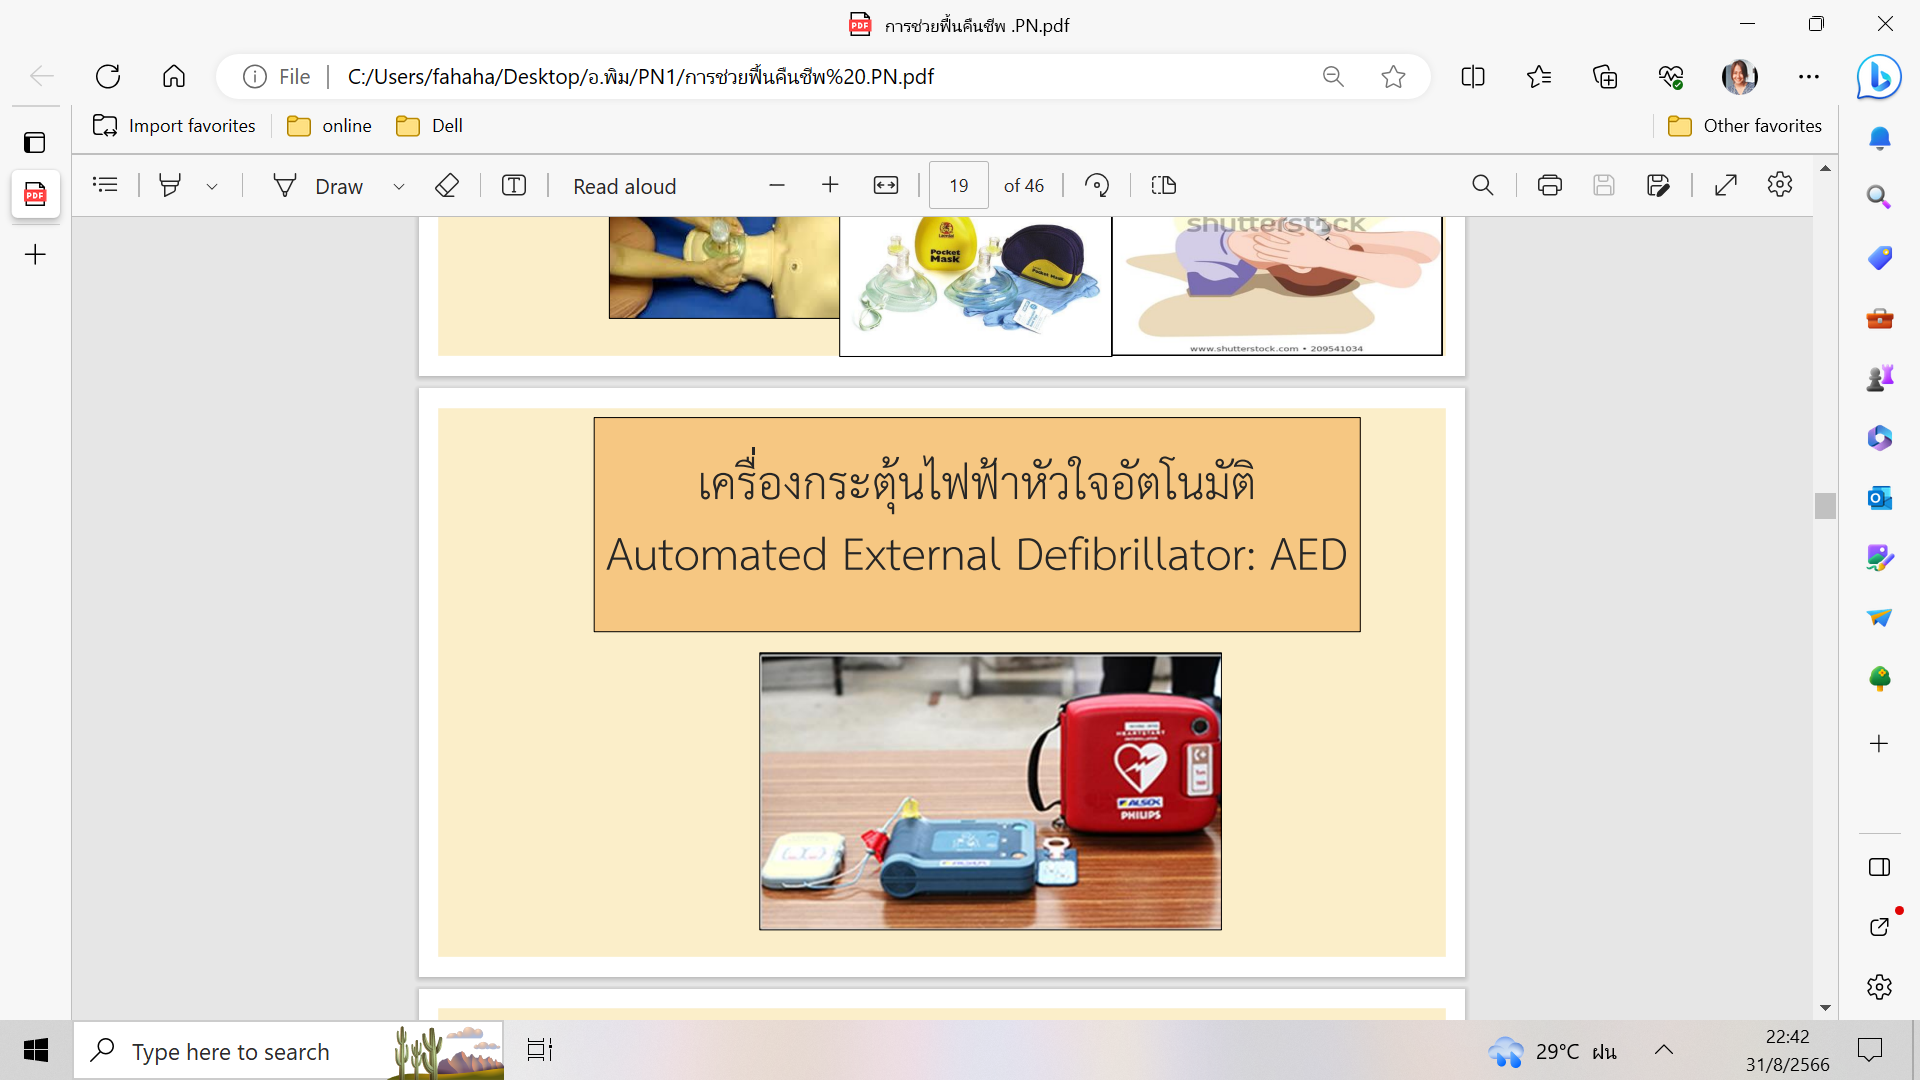 การช่วยฟื้นคืนชีพ .PN.pdf
File
C:/Users/fahaha/Desktop/อ.พิม/PN1/การช่วยฟื้นคืนชีพ%20.PN.pdf
Import favorites
online
Dell
Other favorites
Draw
Read aloud
19
of 46
shutterstock
Pocket
Mask
Pocket Mask
www.shutterstock.com • 209541034
เครื่องกระตุ้นไฟฟ้าหัวใจอัตโนมัติ
Automated External Defibrillator: AED
HEARTSTART
ALSOK
PHILIPS
ALSOK
Type here to search
29°C ฝน
22:42
31/8/2566